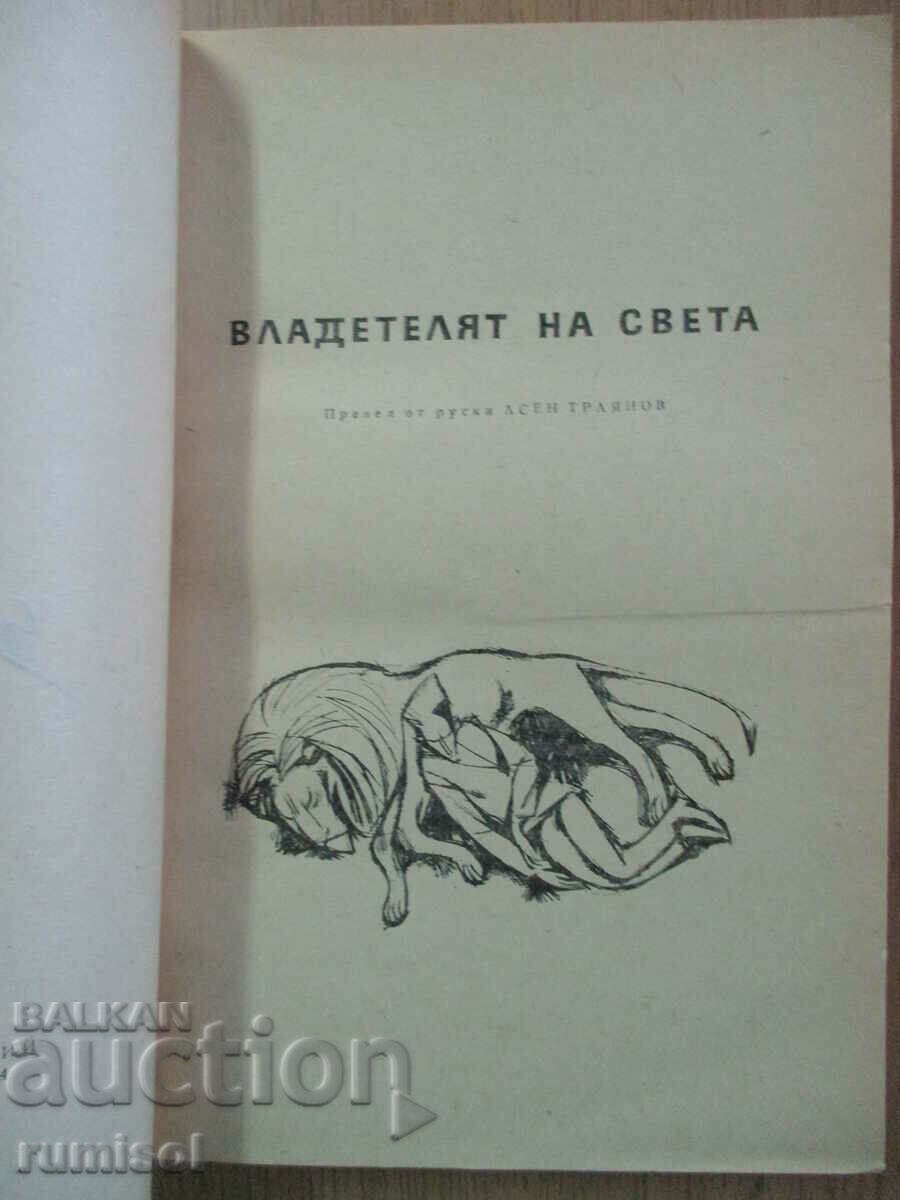 ВЛАДЕТЕЛЯТ НА СВЕТА
Превел от руски АСЕН ТРАЯНОВ
BALKAN
auction
rumisol